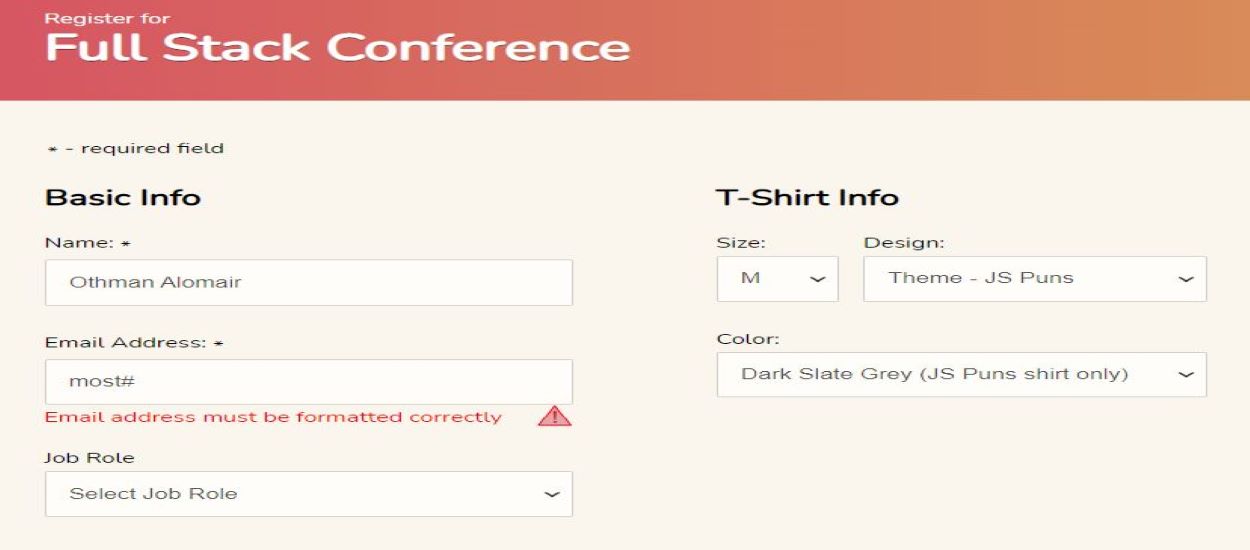 Register for
Full Stack Conference
* - required field
Basic Info
Name: *
Othman Alomair
Email Address: *
most#
Email address must be formatted correctly
Job Role
Select Job Role
T-Shirt Info
Size:
M
Design:
Theme - JS Puns
Color:
Dark Slate Grey (JS Puns shirt only)